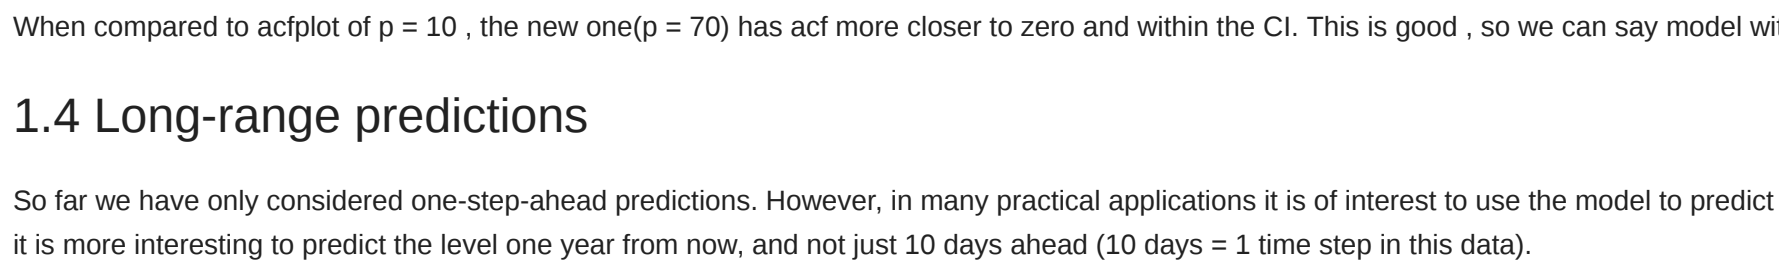 When compared to acfplot of p = 10 , the new one(p = 70) has acf more closer to zero and within the CI. This is good , so we can say model
1.4 Long-range predictions
So far we have only considered one-step-ahead predictions. However, in many practical applications it is of interest to use the model to predict
it is more interesting to predict the level one year from now, and not just 10 days ahead (10 days = 1 time step in this data).